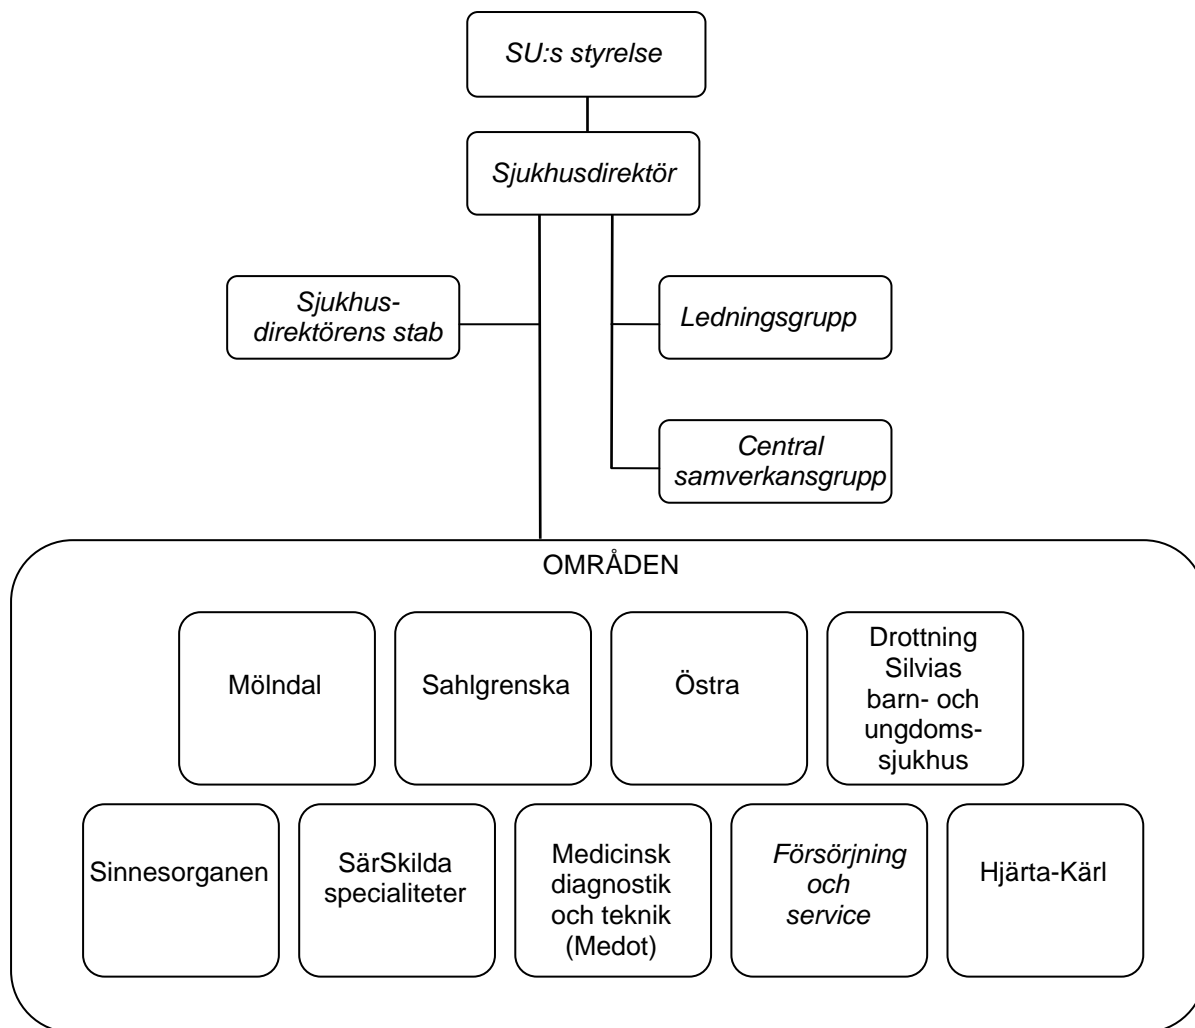 SU:s styrelse
Sjukhusdirektör
Sjukhus-
direktörens stab
Ledningsgrupp
Central
samverkansgrupp
OMRÅDEN
Mölndal
Sahlgrenska
Östra
Drottning
Silvias
barn- och
ungdoms-
sjukhus
Sinnesorganen
SärSkilda
specialiteter
Medicinsk
diagnostik
och teknik
(Medot)
Försörjning
och
service
Hjärta-Kärl